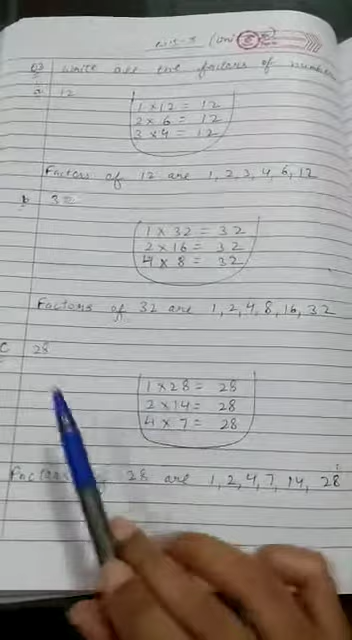 Q2 write all the factors of number
a. 12
1 × 12 = 12
2 × 6 = 12
3 × 4 = 12
Factors of 12 are 1, 2, 3, 4, 6, 12
b. 32
1 × 32 = 32
2 × 16 = 32
4 × 8 = 32
Factors of 32 are 1, 2, 4, 8, 16, 32
C 28
1 × 28 = 28
2 × 14 = 28
4 × 7 = 28
Factors 28 are 1, 2, 4, 7, 14, 28